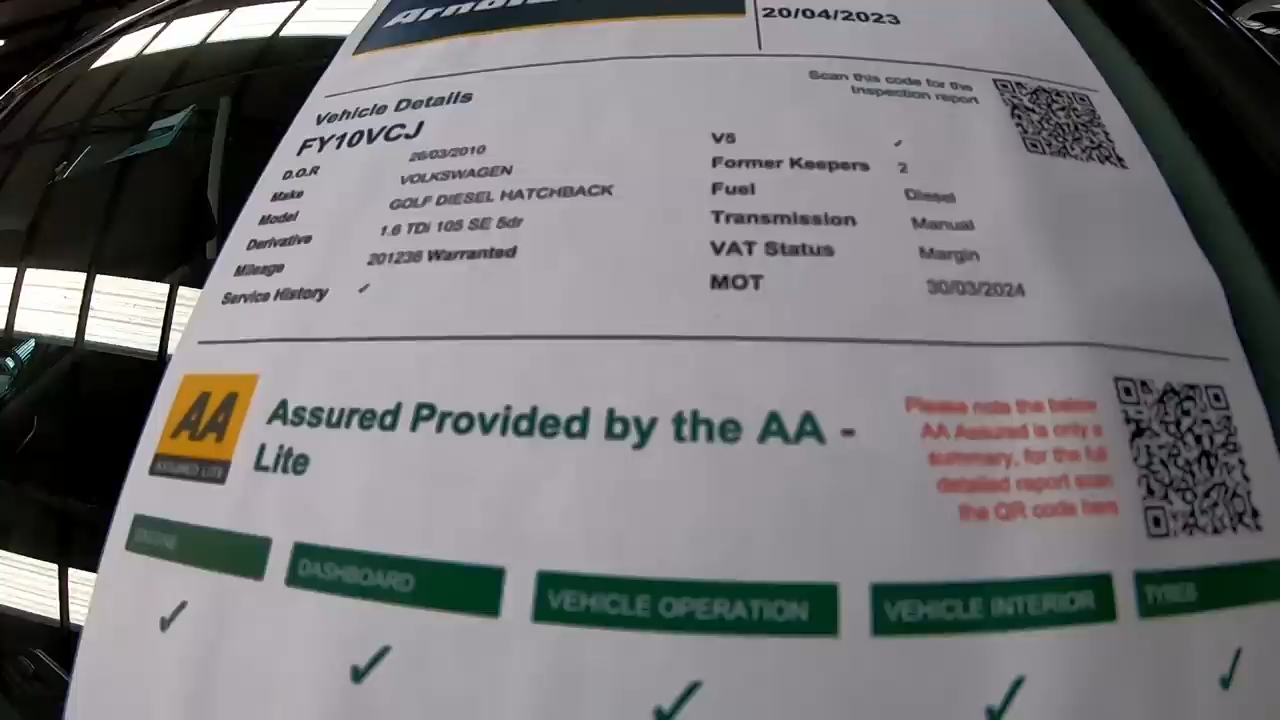 20/04/2023
Scan this code for the
Inspection report
Vehicle Details
FY10VCJ
D.O.R 26/03/2010
Make VOLKSWAGEN
Model GOLF DIESEL HATCHBACK
Derivative 1.6 TDi 105 SE 5dr
Mileage 201236 Warranted
Service History ✓
V5 ✓
Former Keepers 2
Fuel Diesel
Transmission Manual
VAT Status Margin
MOT 30/03/2024
AA
ASSURED LITE
Assured Provided by the AA -
Lite
Please note the below
AA Assured is only a
summary, for the full
detailed report scan
the QR code here
ENGINE
DASHBOARD
VEHICLE OPERATION
VEHICLE INTERIOR
TYRES